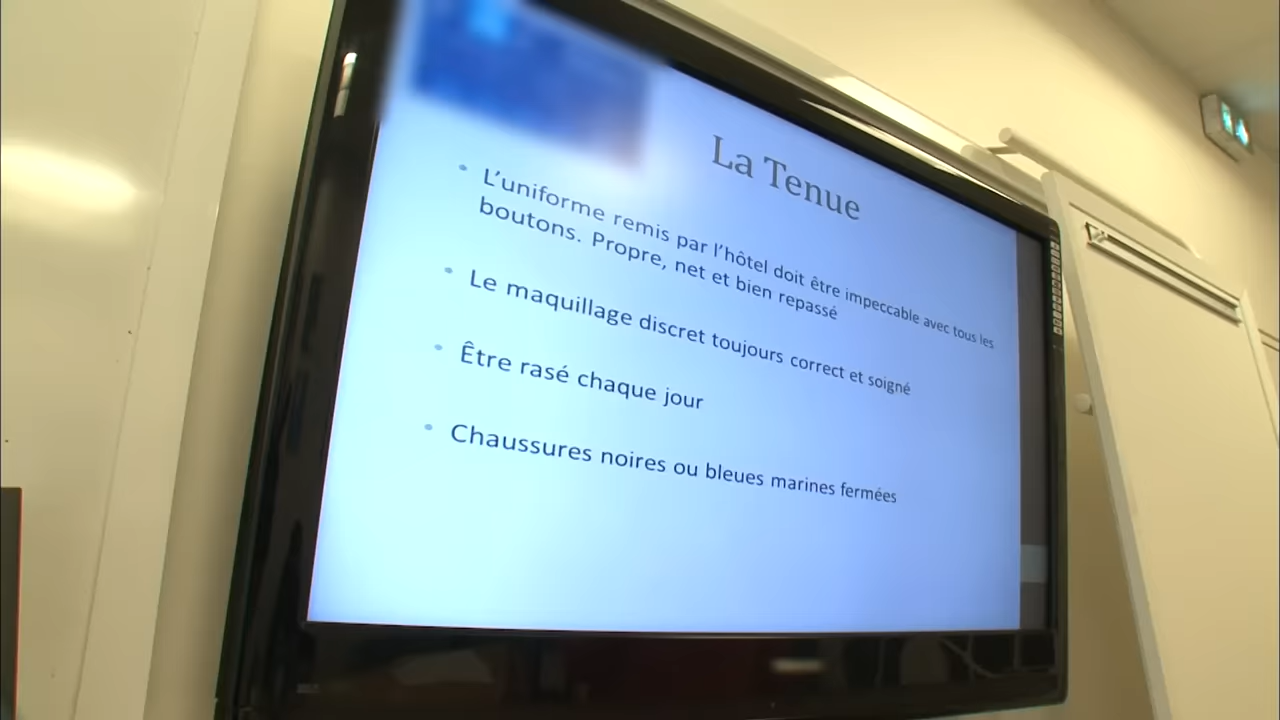 La Tenue
• L'uniforme remis par l'hôtel doit être impeccable avec tous les
boutons. Propre, net et bien repassé
• Le maquillage discret toujours correct et soigné
• Être rasé chaque jour
• Chaussures noires ou bleues marines fermées